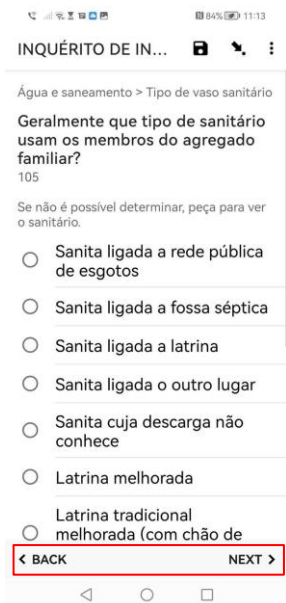 84% 11:13
INQUÉRITO DE IN...
Água e saneamento > Tipo de vaso sanitário
Geralmente que tipo de sanitário
usam os membros do agregado
familiar?
105
Se não é possível determinar, peça para ver
o sanitário.
Sanita ligada a rede pública
de esgotos
Sanita ligada a fossa séptica
Sanita ligada a latrina
Sanita ligada o outro lugar
Sanita cuja descarga não
conhece
Latrina melhorada
Latrina tradicional
melhorada (com chão de
< BACK NEXT >